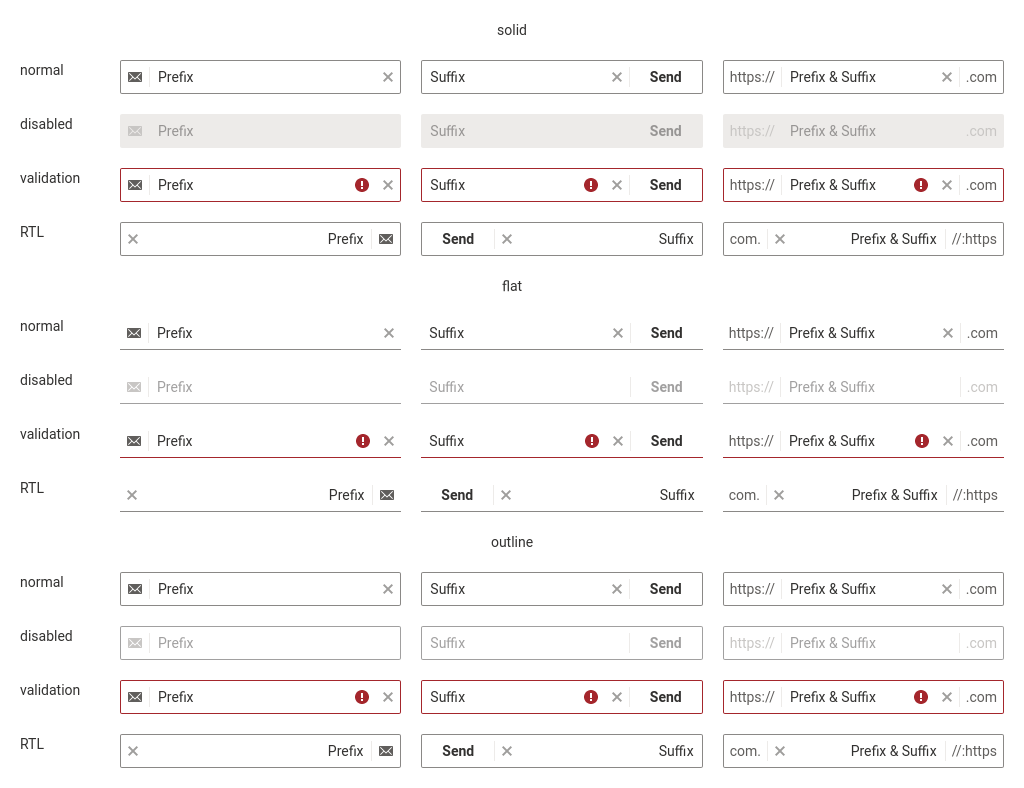 solid
normal Prefix Suffix Send https:// Prefix & Suffix .com
disabled Prefix Suffix Send https:// Prefix & Suffix .com
validation Prefix Suffix Send https:// Prefix & Suffix .com
RTL Prefix Send Suffix com. Prefix & Suffix //:https
flat
normal Prefix Suffix Send https:// Prefix & Suffix .com
disabled Prefix Suffix Send https:// Prefix & Suffix .com
validation Prefix Suffix Send https:// Prefix & Suffix .com
RTL Prefix Send Suffix com. Prefix & Suffix //:https
outline
normal Prefix Suffix Send https:// Prefix & Suffix .com
disabled Prefix Suffix Send https:// Prefix & Suffix .com
validation Prefix Suffix Send https:// Prefix & Suffix .com
RTL Prefix Send Suffix com. Prefix & Suffix //:https